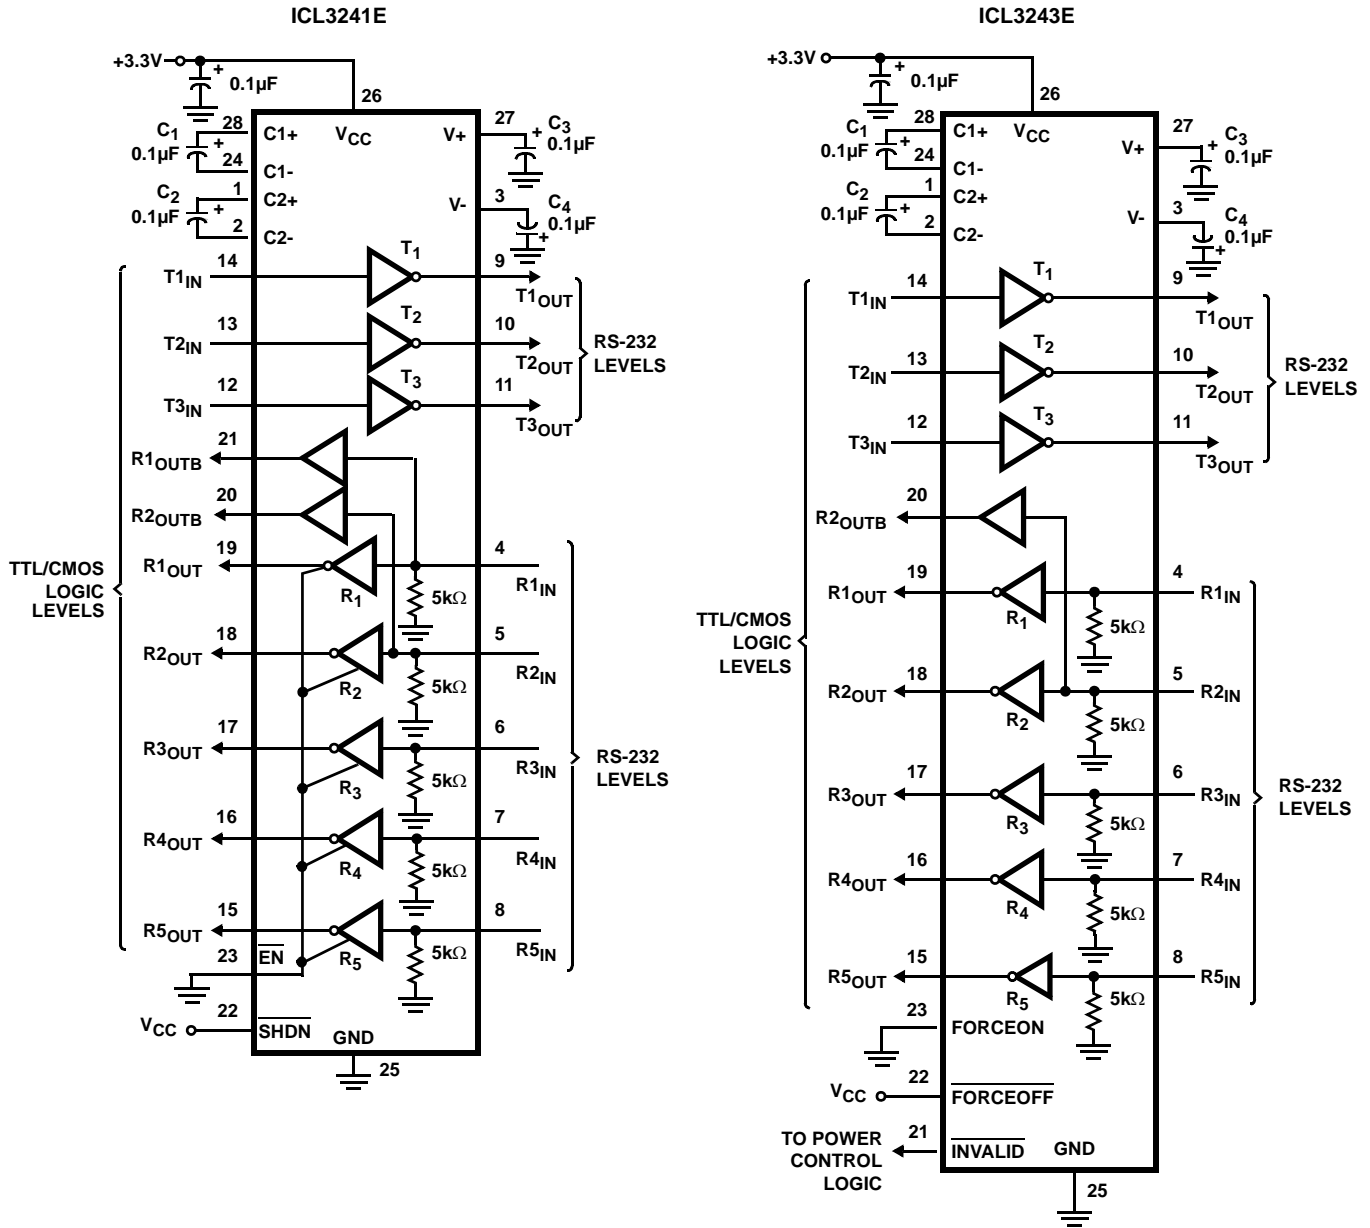 ICL3241E
+3.3V
+
0.1µF
26
C1
0.1µF
+
28
C1+
24
C1-
VCC
V+
27
+
C3
0.1µF
C2
0.1µF
+
1
C2+
2
C2-
V-
3
C4
0.1µF
+
T1IN
14
T1
9
T1OUT
T2IN
13
T2
10
T2OUT
T3IN
12
T3
11
T3OUT
RS-232
LEVELS
R1OUTB
21
R2OUTB
20
R1OUT
19
R1
4
R1IN
5kΩ
R2OUT
18
R2
5
R2IN
5kΩ
R3OUT
17
R3
6
R3IN
5kΩ
R4OUT
16
R4
7
R4IN
5kΩ
R5OUT
15
R5
8
R5IN
5kΩ
TTL/CMOS
LOGIC
LEVELS
RS-232
LEVELS
23
EN
VCC
22
SHDN
GND
25
ICL3243E
+3.3V
+
0.1µF
26
C1
0.1µF
+
28
C1+
24
C1-
VCC
V+
27
+
C3
0.1µF
C2
0.1µF
+
1
C2+
2
C2-
V-
3
C4
0.1µF
+
T1IN
14
T1
9
T1OUT
T2IN
13
T2
10
T2OUT
T3IN
12
T3
11
T3OUT
RS-232
LEVELS
R2OUTB
20
R1OUT
19
R1
4
R1IN
5kΩ
R2OUT
18
R2
5
R2IN
5kΩ
R3OUT
17
R3
6
R3IN
5kΩ
R4OUT
16
R4
7
R4IN
5kΩ
R5OUT
15
R5
8
R5IN
5kΩ
TTL/CMOS
LOGIC
LEVELS
RS-232
LEVELS
23
FORCEON
VCC
22
FORCEOFF
TO POWER
CONTROL
LOGIC
21
INVALID
GND
25